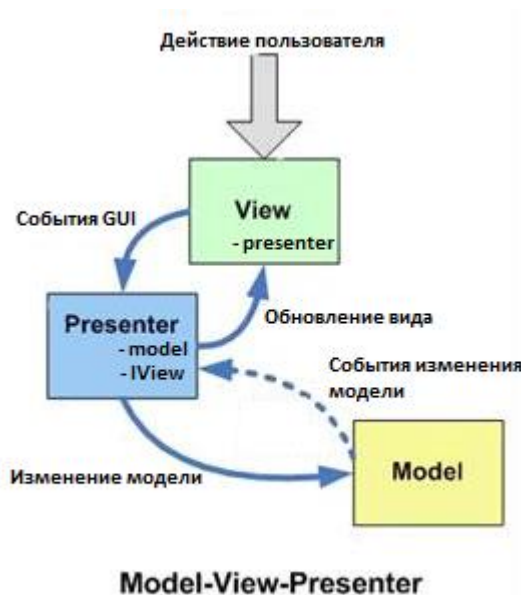 Действие пользователя
View
- presenter
События GUI
Обновление вида
Presenter
- model
- IView
События изменения
модели
Изменение модели
Model
Model-View-Presenter